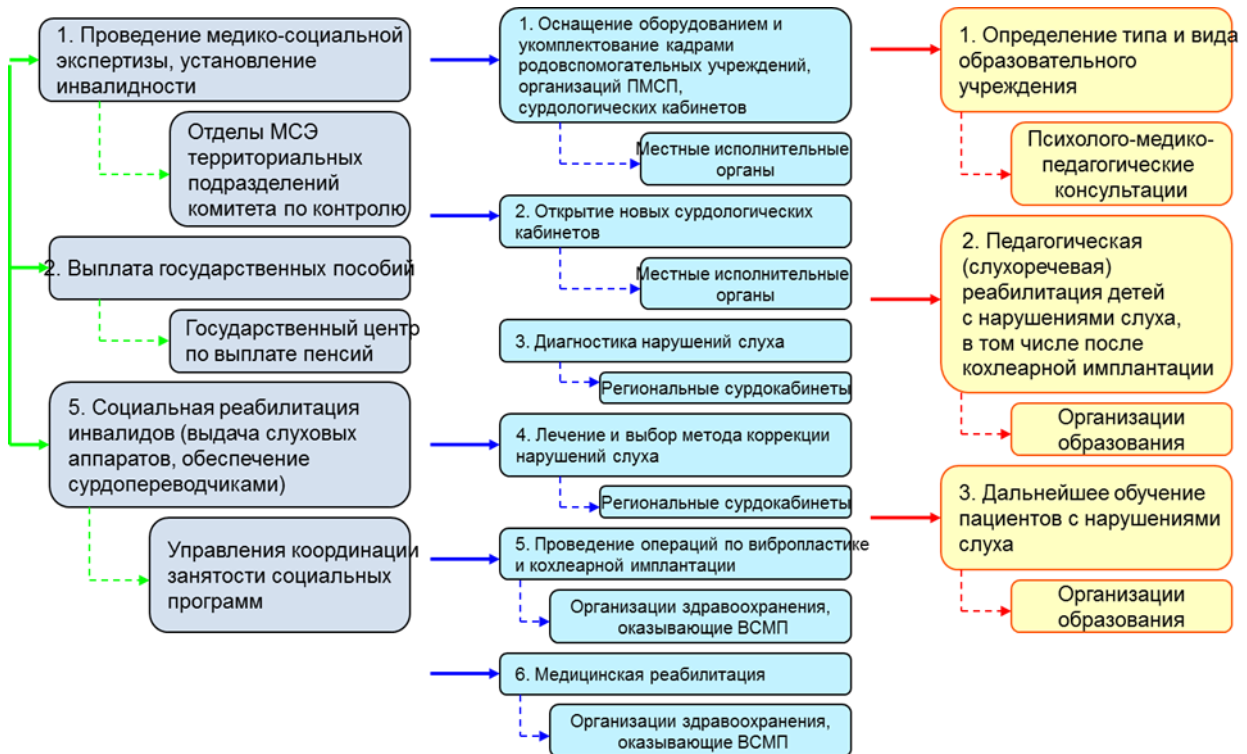 1. Проведение медико-социальной
экспертизы, установление
инвалидности
Отделы МСЭ
территориальных
подразделений
комитета по контролю
2. Выплата государственных пособий
Государственный центр
по выплате пенсий
5. Социальная реабилитация
инвалидов (выдача слуховых
аппаратов, обеспечение
сурдопереводчиками)
Управления координации
занятости социальных
программ
1. Оснащение оборудованием и
укомплектование кадрами
родовспомогательных учреждений,
организаций ПМСП,
сурдологических кабинетов
Местные исполнительные
органы
2. Открытие новых сурдологических
кабинетов
Местные исполнительные
органы
3. Диагностика нарушений слуха
Региональные сурдокабинеты
4. Лечение и выбор метода коррекции
нарушений слуха
Региональные сурдокабинеты
5. Проведение операций по вибропластике
и кохлеарной имплантации
Организации здравоохранения,
оказывающие ВСМП
6. Медицинская реабилитация
Организации здравоохранения,
оказывающие ВСМП
1. Определение типа и вида
образовательного
учреждения
Психолого-медико-
педагогические
консультации
2. Педагогическая
(слухоречевая)
реабилитация детей
с нарушениями слуха,
в том числе после
кохлеарной имплантации
Организации
образования
3. Дальнейшее обучение
пациентов с нарушениями
слуха
Организации
образования